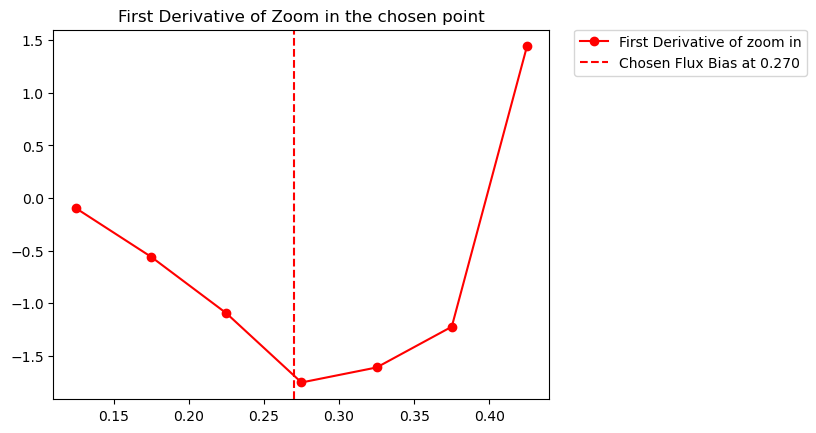 First Derivative of Zoom in the chosen point
1.5
1.0
0.5
0.0
−0.5
−1.0
−1.5
0.15 0.20 0.25 0.30 0.35 0.40
First Derivative of zoom in
Chosen Flux Bias at 0.270